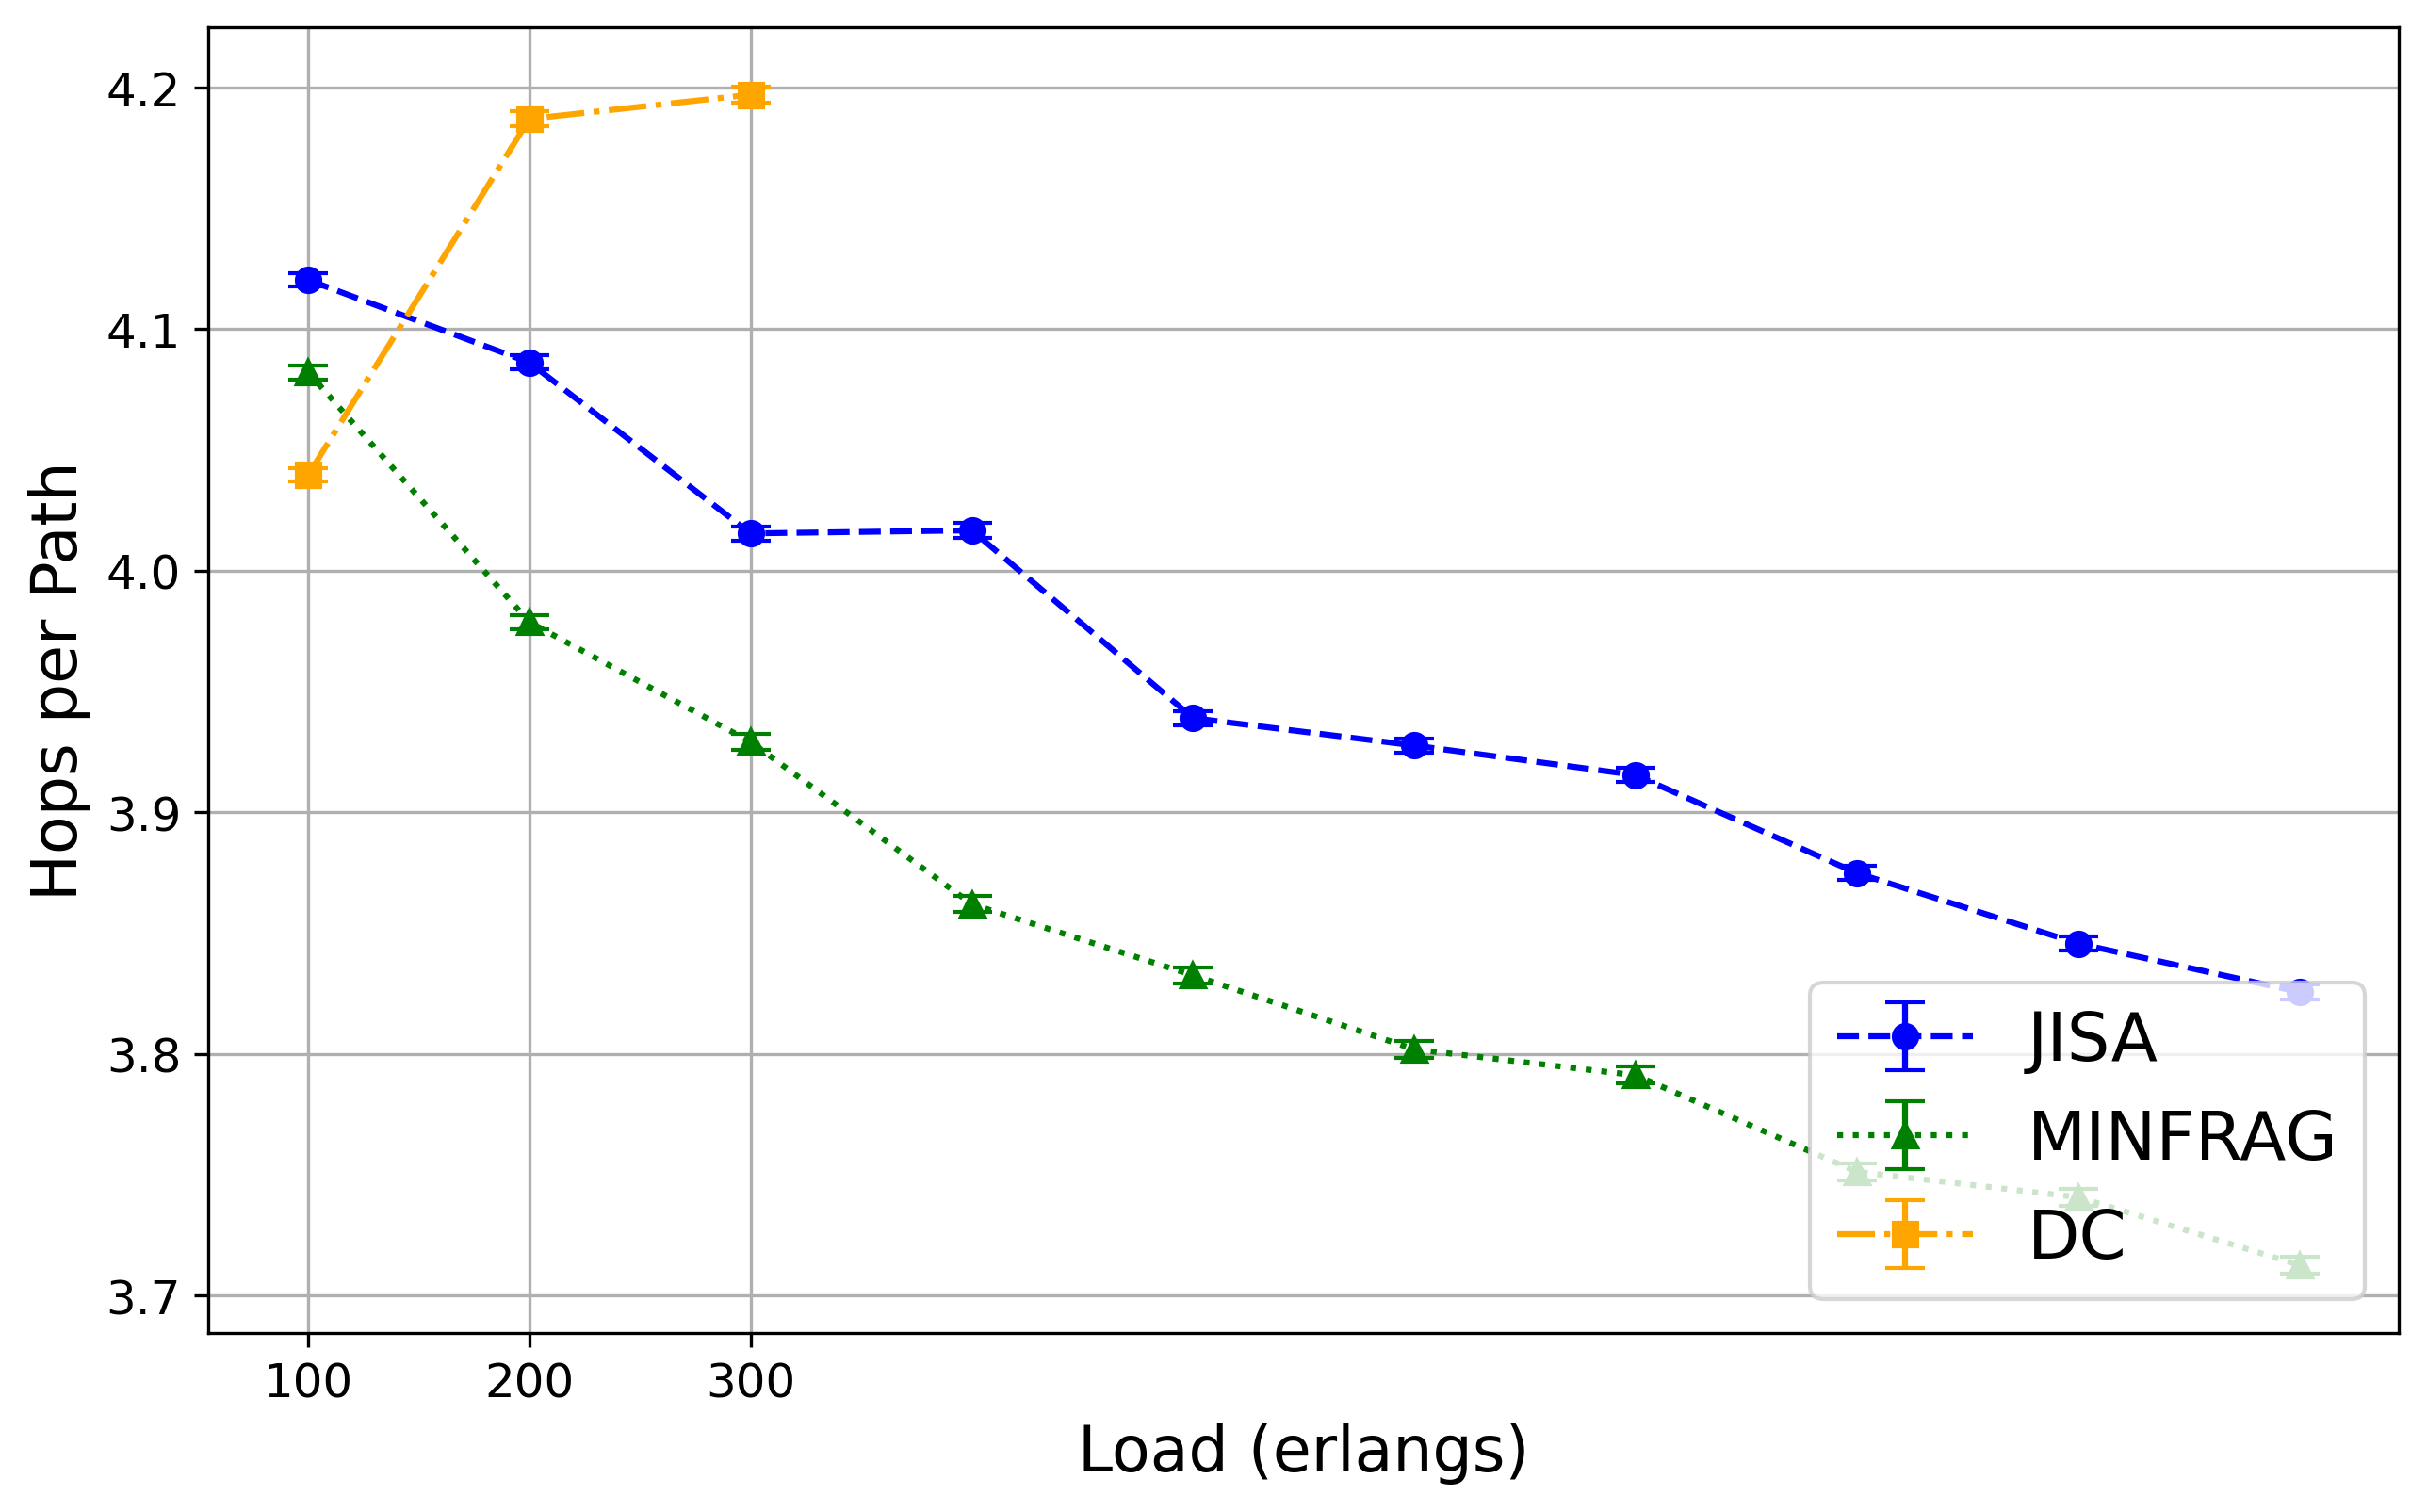 4.2
4.1
4.0
3.9
3.8
3.7
Hops per Path
100 200 300
Load (erlangs)
JISA
MINFRAG
DC